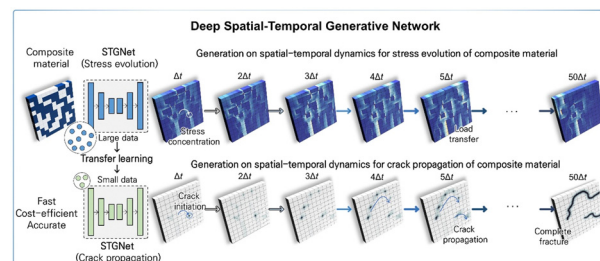 Deep Spatial-Temporal Generative Network
Composite
material
STGNet
(Stress evolution)
Large data
Transfer learning
Small data
Fast
Cost-efficient
Accurate
STGNet
(Crack propagation)
Generation on spatial-temporal dynamics for stress evolution of composite material
Δt
2Δt
3Δt
4Δt
5Δt
50Δt
Stress
concentration
Load
transfer
. . .
Generation on spatial-temporal dynamics for crack propagation of composite material
Δt
2Δt
3Δt
4Δt
5Δt
50Δt
Crack
initiation
Crack
propagation
. . .
Complete
fracture